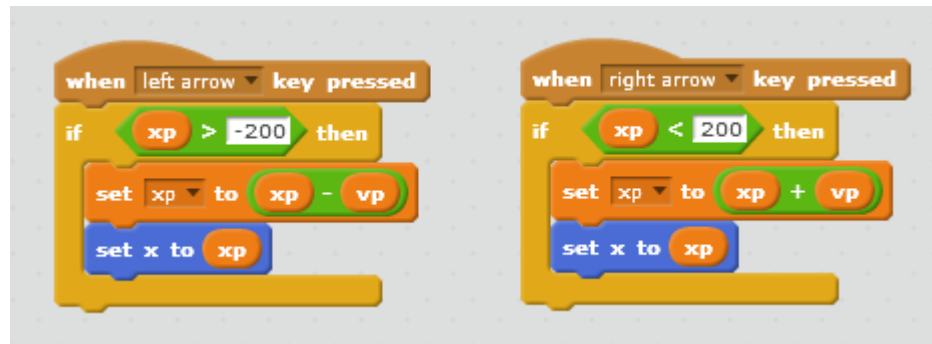 when left arrow key pressed
if xp > -200 then
set xp to xp - vp
set x to xp
when right arrow key pressed
if xp < 200 then
set xp to xp + vp
set x to xp